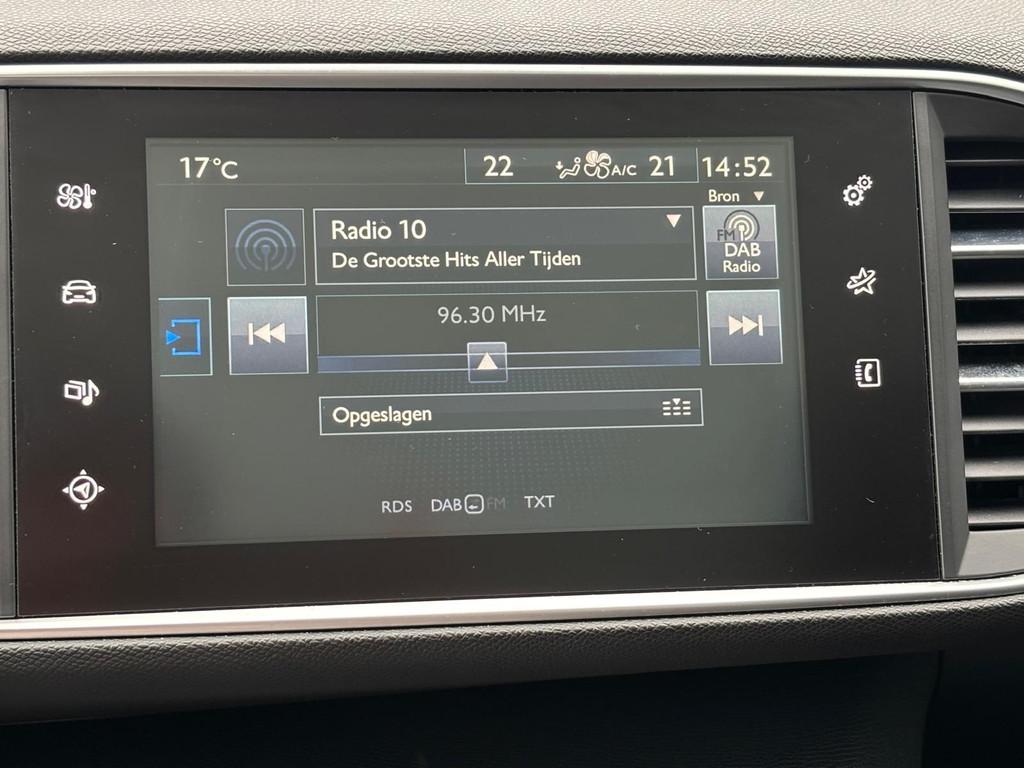 17°C
22 A/C 21 14:52
Bron
Radio 10
De Grootste Hits Aller Tijden
FM
DAB
Radio
96.30 MHz
Opgeslagen
RDS DAB FM TXT